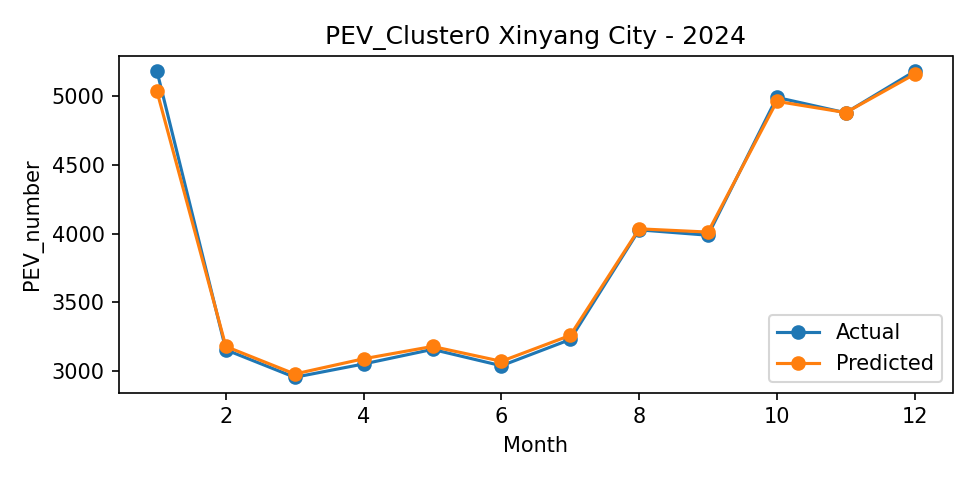 PEV_Cluster0 Xinyang City - 2024
PEV_number
5000
4500
4000
3500
3000
Actual
Predicted
2 4 6 8 10 12
Month